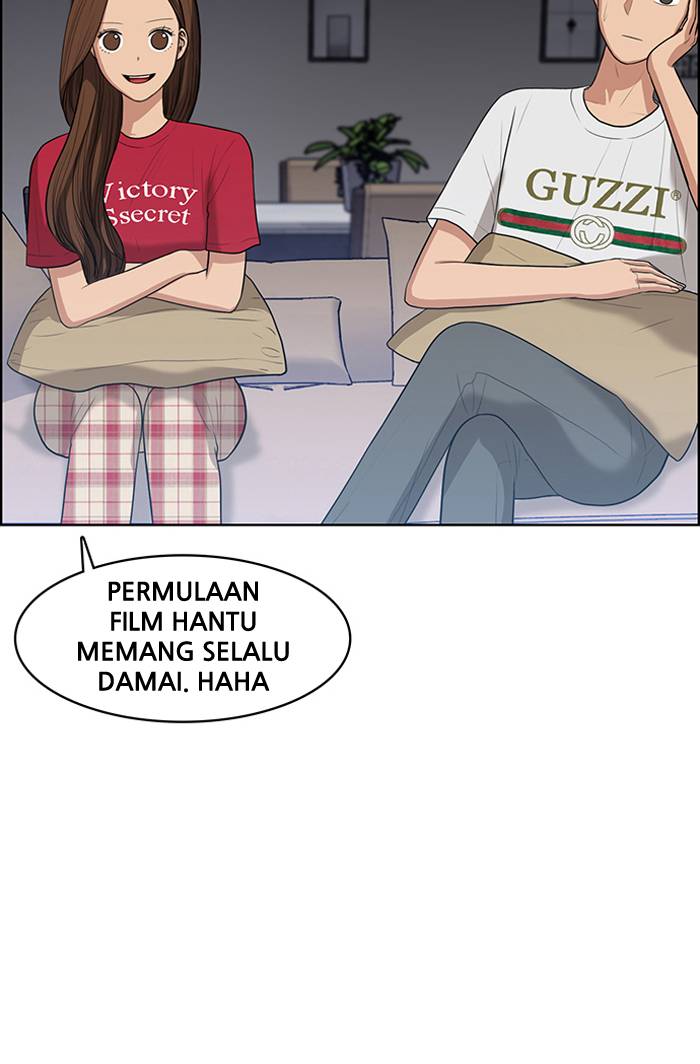 Victory
Ssecret
GUZZI®
PERMULAAN
FILM HANTU
MEMANG SELALU
DAMAI. HAHA